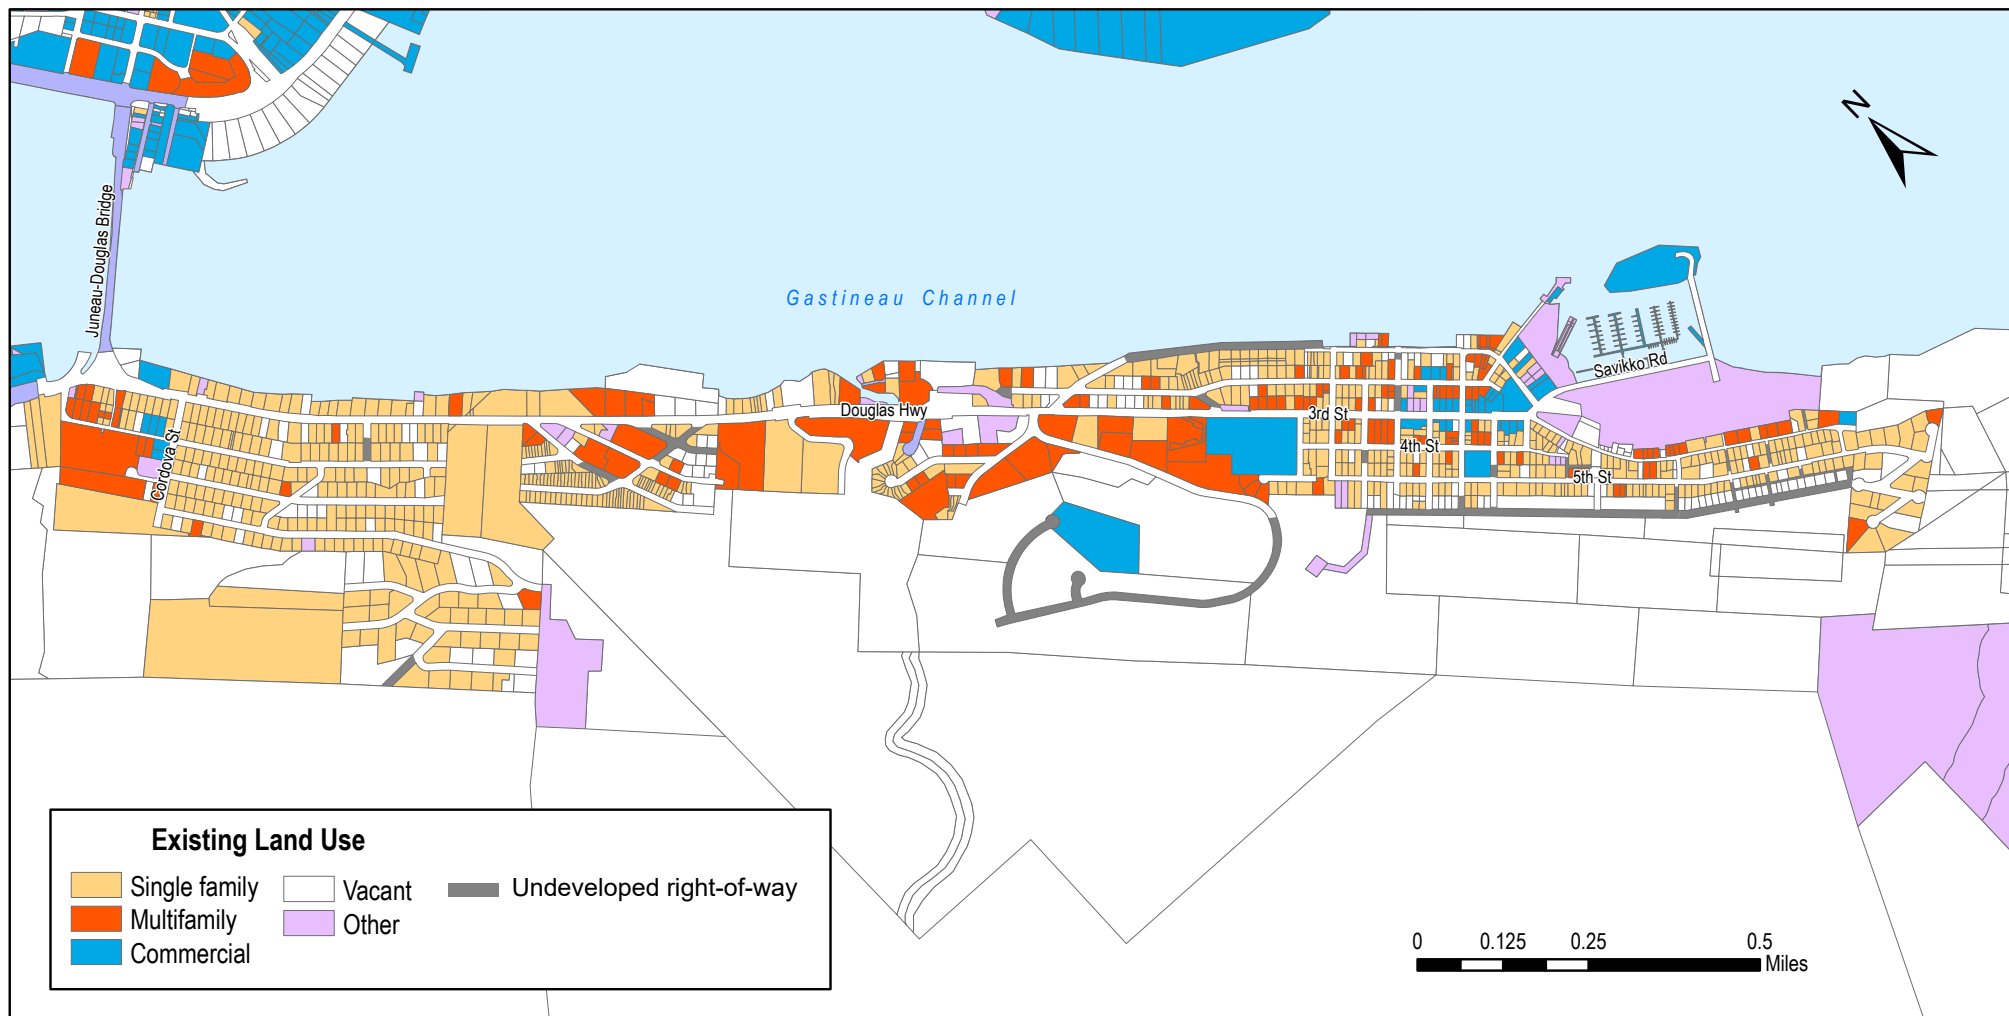 N
Juneau-Douglas Bridge
Gastineau Channel
Savikko Rd
Douglas Hwy
3rd St
4th St
5th St
Cordova St
Existing Land Use
Single family
Multifamily
Commercial
Vacant
Other
Undeveloped right-of-way
0 0.125 0.25 0.5
Miles